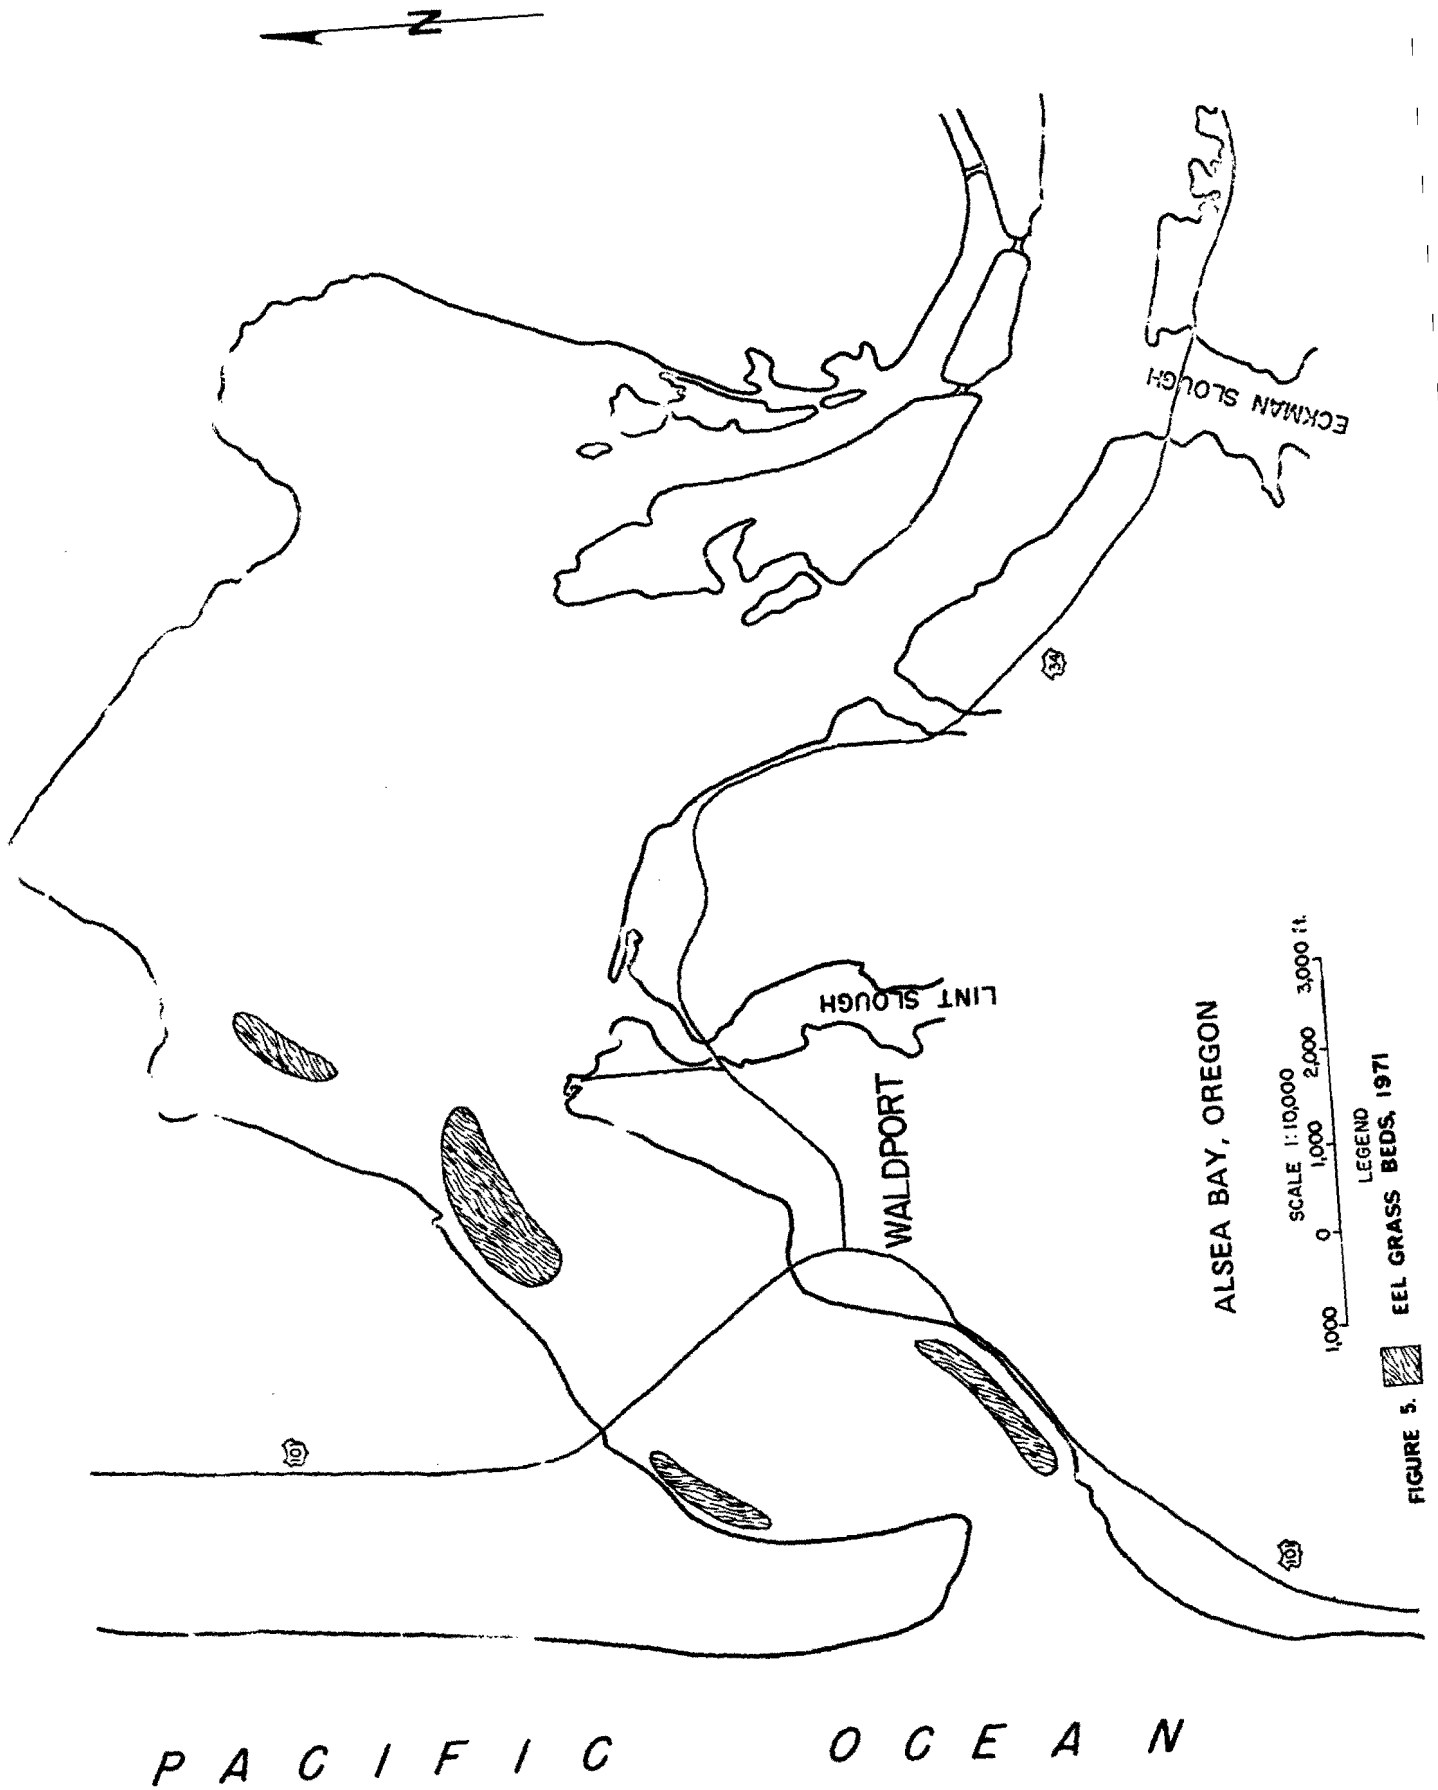 N
101
PACIFIC OCEAN
WALDPORT
LINT SLOUGH
34
ECKMAN SLOUGH
101
ALSEA BAY, OREGON
SCALE 1:10,000
1,000 0 1,000 2,000 3,000 ft.
LEGEND
FIGURE 5. EEL GRASS BEDS, 1971